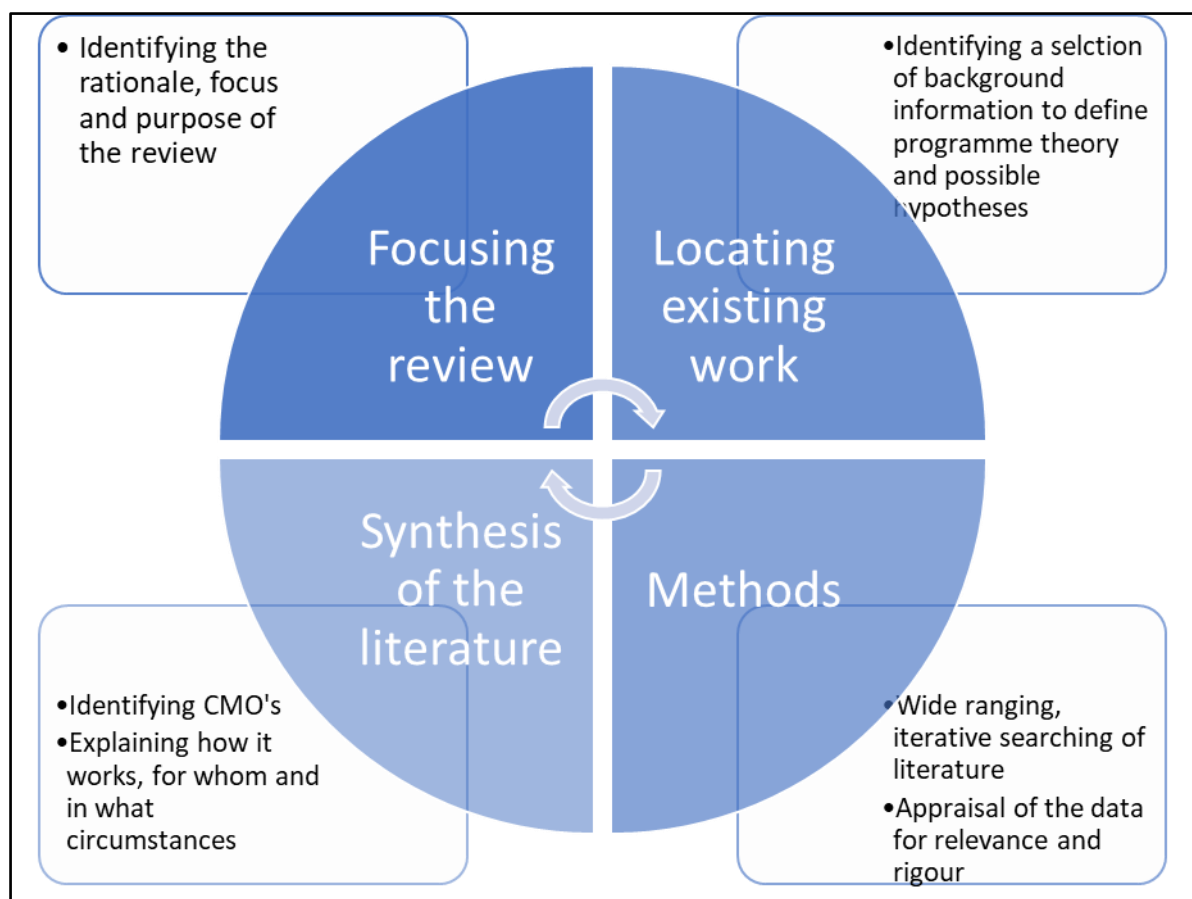 • Identifying the
rationale, focus
and purpose of
the review
•Identifying a selction
of background
information to define
programme theory
and possible
hypotheses
Focusing
the
review
Locating
existing
work
Synthesis
of the
literature
Methods
•Identifying CMO's
•Explaining how it
works, for whom and
in what
circumstances
•Wide ranging,
iterative searching of
literature
•Appraisal of the data
for relevance and
rigour